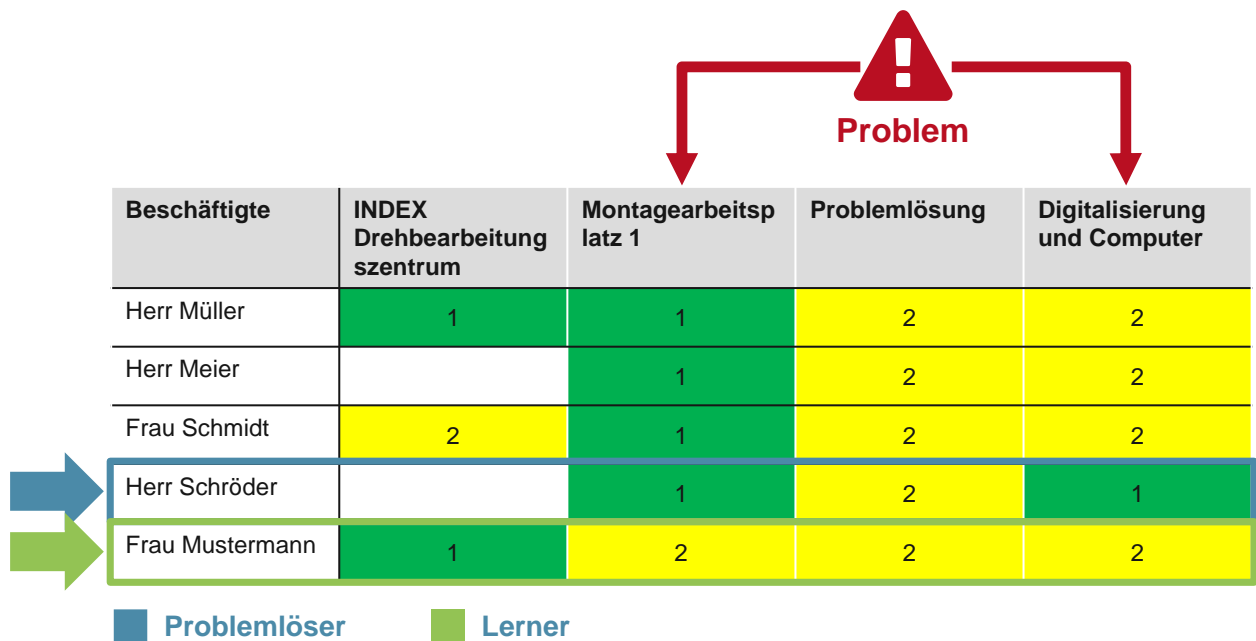 Problem
Beschäftigte INDEX Montagearbeitsp Problemlösung Digitalisierung
Drehbearbeitung latz 1 und Computer
szentrum
Herr Müller 1 1 2 2
Herr Meier 1 2 2
Frau Schmidt 2 1 2 2
Herr Schröder 1 2 1
Frau Mustermann 1 2 2 2
Problemlöser Lerner